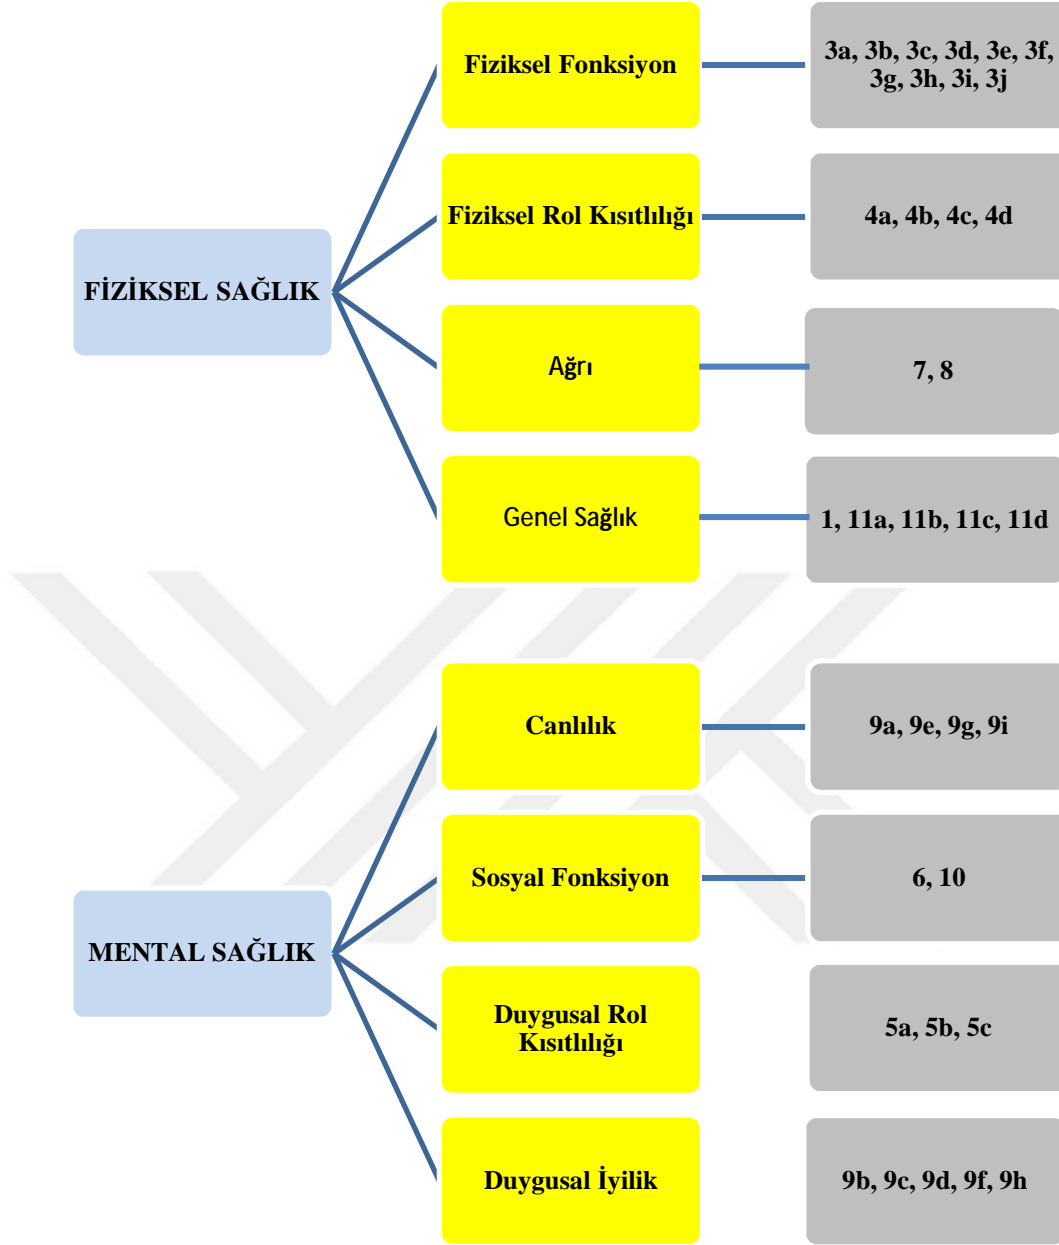 FİZİKSEL SAĞLIK
Fiziksel Fonksiyon
3a, 3b, 3c, 3d, 3e, 3f,
3g, 3h, 3i, 3j
Fiziksel Rol Kısıtlılığı
4a, 4b, 4c, 4d
Ağrı
7, 8
Genel Sağlık
1, 11a, 11b, 11c, 11d
MENTAL SAĞLIK
Canlılık
9a, 9e, 9g, 9i
Sosyal Fonksiyon
6, 10
Duygusal Rol
Kısıtlılığı
5a, 5b, 5c
Duygusal İyilik
9b, 9c, 9d, 9f, 9h